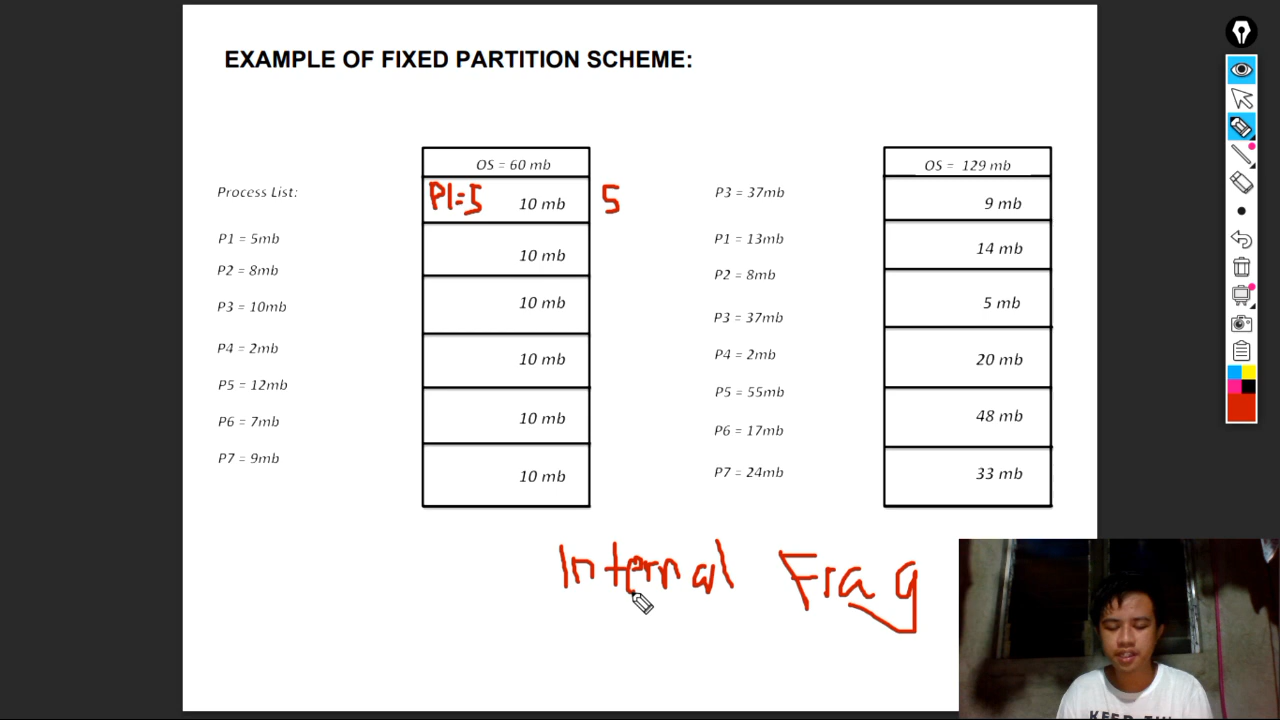 EXAMPLE OF FIXED PARTITION SCHEME:
Process List:
P1 = 5mb
P2 = 8mb
P3 = 10mb
P4 = 2mb
P5 = 12mb
P6 = 7mb
P7 = 9mb
OS = 60 mb
P1=5 10 mb 5
10 mb
10 mb
10 mb
10 mb
10 mb
P3 = 37mb
P1 = 13mb
P2 = 8mb
P3 = 37mb
P4 = 2mb
P5 = 55mb
P6 = 17mb
P7 = 24mb
OS = 129 mb
9 mb
14 mb
5 mb
20 mb
48 mb
33 mb
Internal Frag